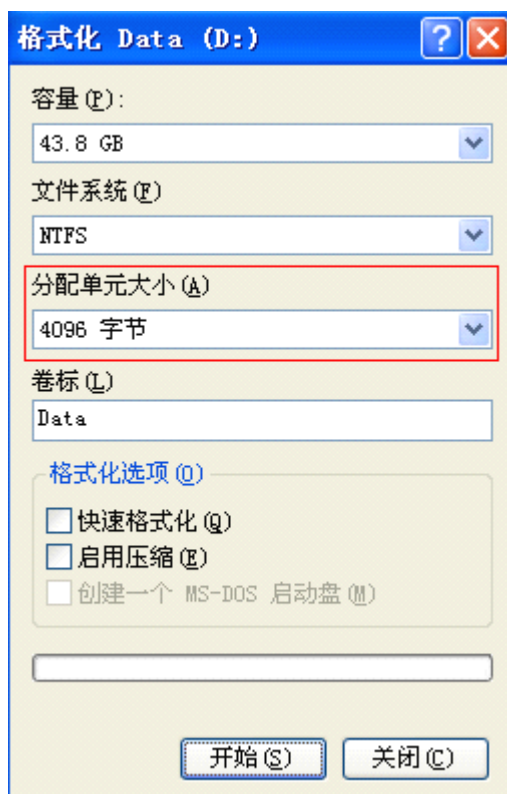 格式化 Data (D:)
容量(P):
43.8 GB
文件系统(F)
NTFS
分配单元大小(A)
4096 字节
卷标(L)
Data
格式化选项(O)
快速格式化(Q)
启用压缩(E)
创建一个 MS-DOS 启动盘(M)
开始(S) 关闭(C)